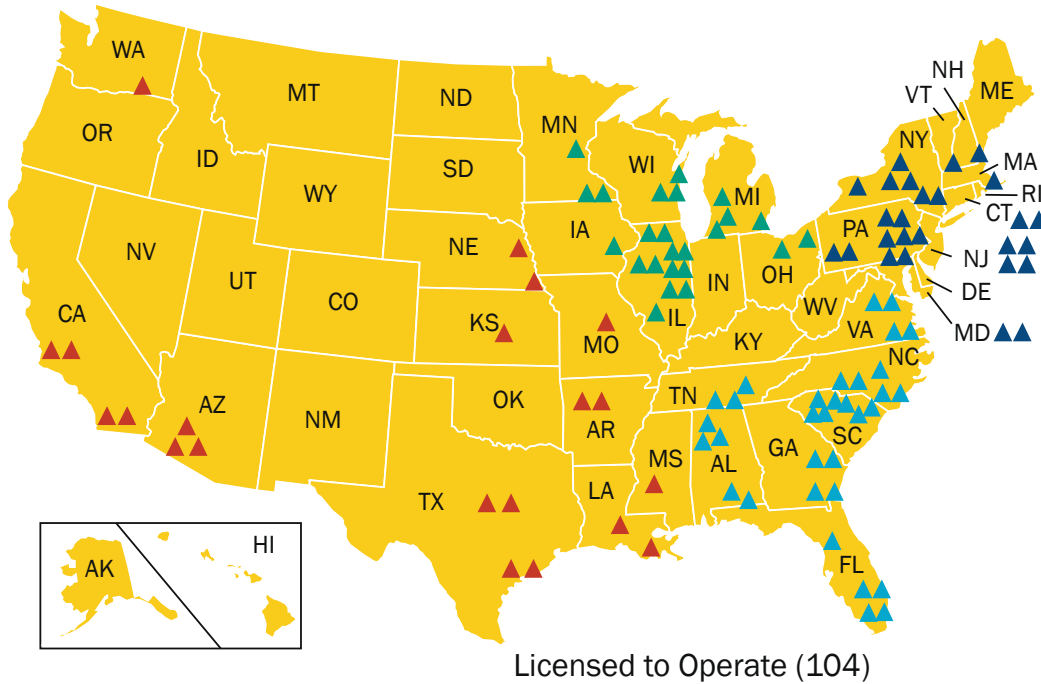 WA
MT
ND
MN
OR
ID
SD
WI
MI
NY
VT
NH
ME
MA
RI
CT
WY
NE
IA
PA
NJ
NV
UT
CO
IL
IN
OH
DE
CA
KS
MO
KY
WV
VA
MD
NC
AZ
NM
OK
AR
TN
SC
TX
LA
MS
AL
GA
AK
HI
FL
Licensed to Operate (104)